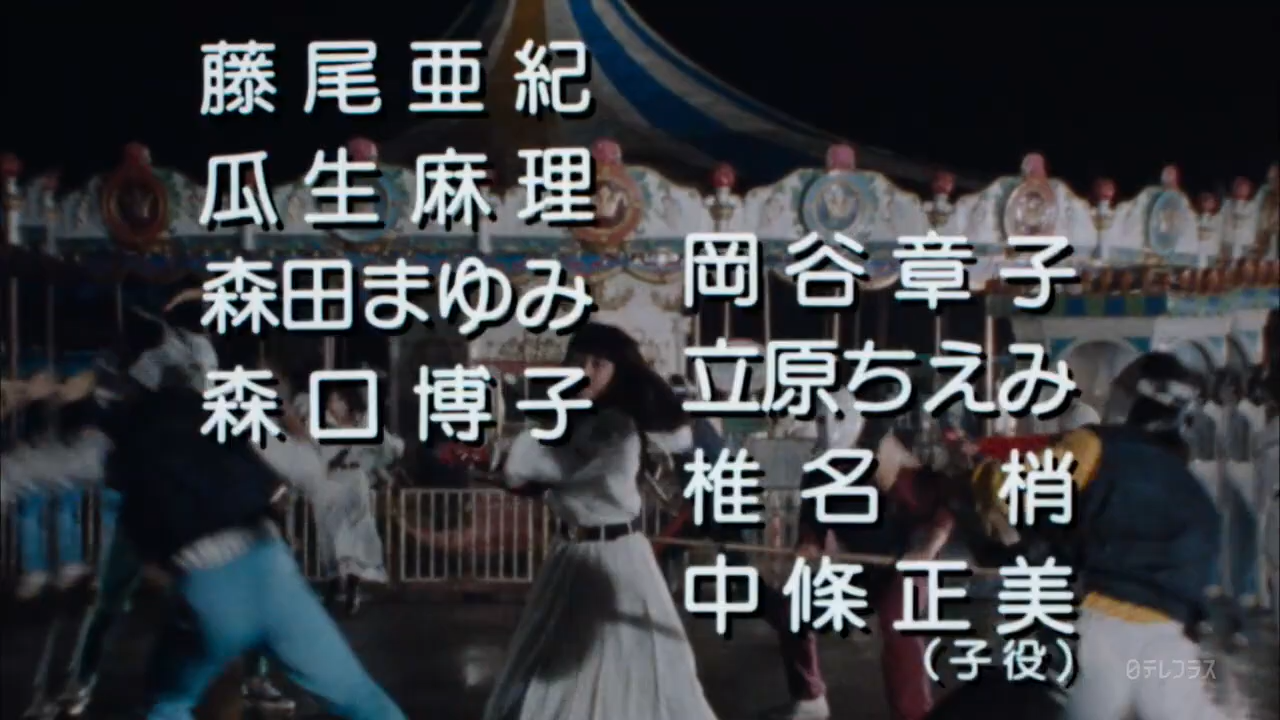 藤尾亜紀
瓜生麻理
森田まゆみ
森口博子
岡谷章子
立原ちえみ
椎名 梢
中條正美
(子役)
日テレプラス